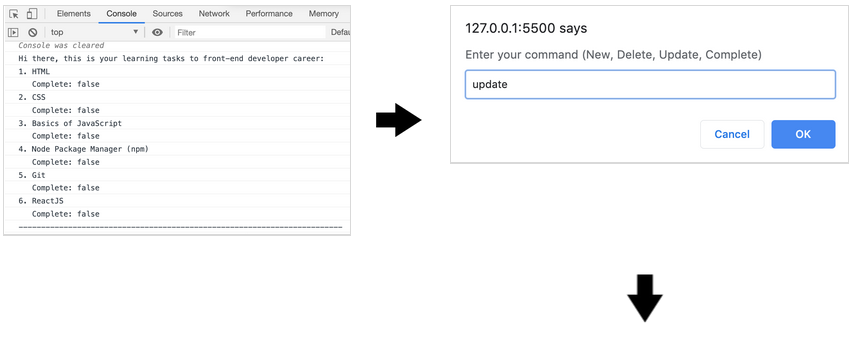 Elements Console Sources Network Performance Memory
top Filter
Console was cleared
Hi there, this is your learning tasks to front-end developer career:
1. HTML
Complete: false
2. CSS
Complete: false
3. Basics of JavaScript
Complete: false
4. Node Package Manager (npm)
Complete: false
5. Git
Complete: false
6. ReactJS
Complete: false
----------------------------------------------------------------------------
127.0.0.1:5500 says
Enter your command (New, Delete, Update, Complete)
update
Cancel OK